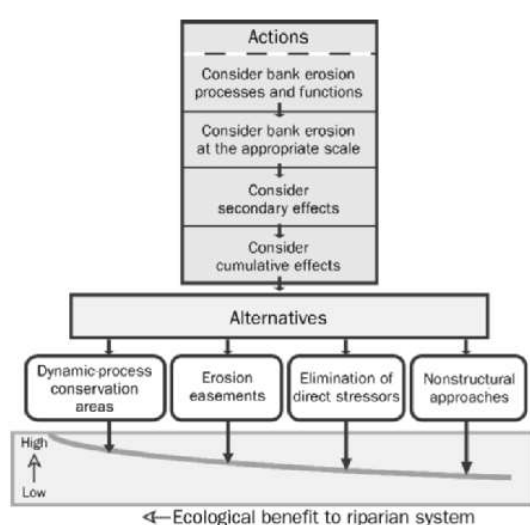 Actions
Consider bank erosion
processes and functions
Consider bank erosion
at the appropriate scale
Consider
secondary effects
Consider
cumulative effects
Alternatives
Dynamic-process
conservation
areas
Erosion
easements
Elimination of
direct stressors
Nonstructural
approaches
High
Low
Ecological benefit to riparian system